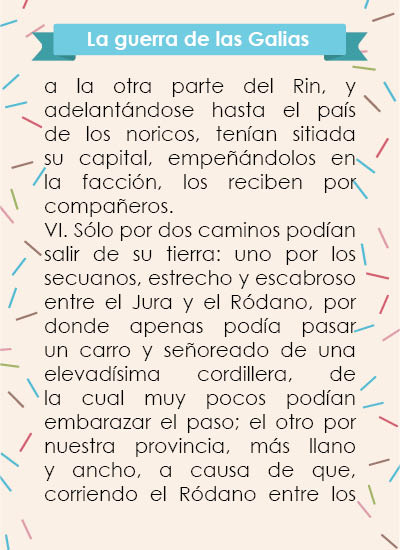 La guerra de las Galias
a la otra parte del Rin, y
adelantándose hasta el país
de los noricos, tenían sitiada
su capital, empeñándolos en
la facción, los reciben por
compañeros.
VI. Sólo por dos caminos podían
salir de su tierra: uno por los
secuanos, estrecho y escabroso
entre el Jura y el Ródano, por
donde apenas podía pasar
un carro y señoreado de una
elevadísima cordillera, de
la cual muy pocos podían
embarazar el paso; el otro por
nuestra provincia, más llano
y ancho, a causa de que,
corriendo el Ródano entre los